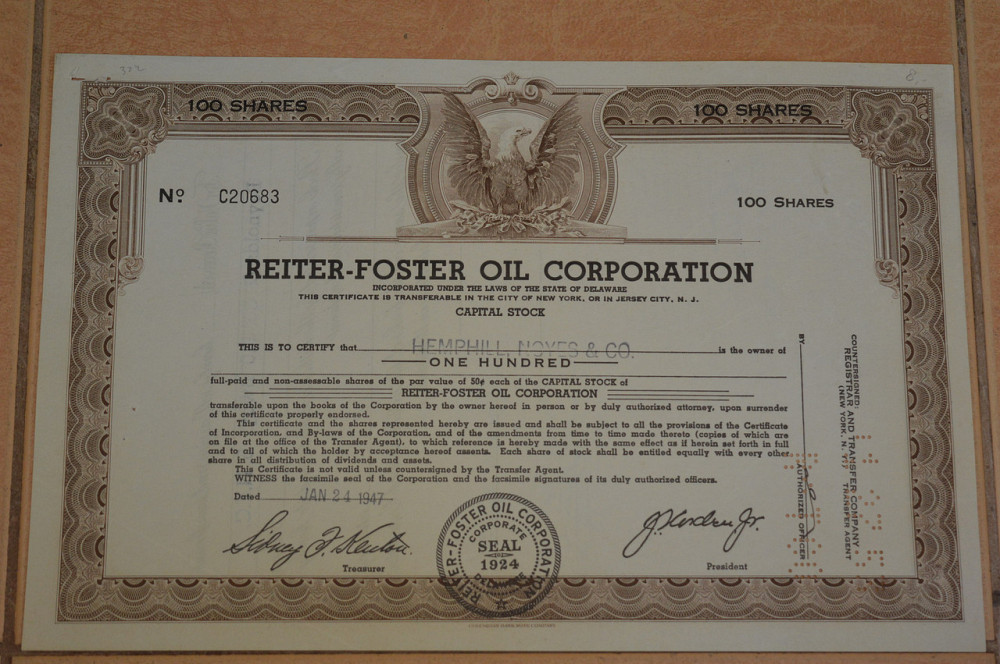 332
100 SHARES
100 SHARES
Nº C20683
100 SHARES
REITER-FOSTER OIL CORPORATION
INCORPORATED UNDER THE LAWS OF THE STATE OF DELAWARE
THIS CERTIFICATE IS TRANSFERABLE IN THE CITY OF NEW YORK, OR IN JERSEY CITY, N. J.
CAPITAL STOCK
THIS IS TO CERTIFY that HEMPHILL, NOYES & CO. is the owner of
ONE HUNDRED
full-paid and non-assessable shares of the par value of 50¢ each of the CAPITAL STOCK of
REITER-FOSTER OIL CORPORATION
transferable upon the books of the Corporation by the owner hereof in person or by duly authorized attorney, upon surrender
of this certificate properly endorsed.
This certificate and the shares represented hereby are issued and shall be subject to all the provisions of the Certificate
of Incorporation, and By-laws of the Corporation, and of the amendments from time to time made thereto (copies of which are
on file at the office of the Transfer Agent), to which reference is hereby made with the same effect as if herein set forth in full
and to all of which the holder by acceptance hereof assents. Each share of stock shall be entitled equally with every other
share in all distribution of dividends and assets.
This Certificate is not valid unless countersigned by the Transfer Agent.
WITNESS the facsimile seal of the Corporation and the facsimile signatures of its duly authorized officers.
Dated JAN 24 1947
Sidney F. Kenton
Treasurer
REITER-FOSTER OIL CORPORATION
CORPORATE
SEAL
1924
DELAWARE
President
COUNTERSIGNED:
REGISTRAR AND TRANSFER COMPANY
(NEW YORK, N. Y.) TRANSFER AGENT
BY
AUTHORIZED OFFICER